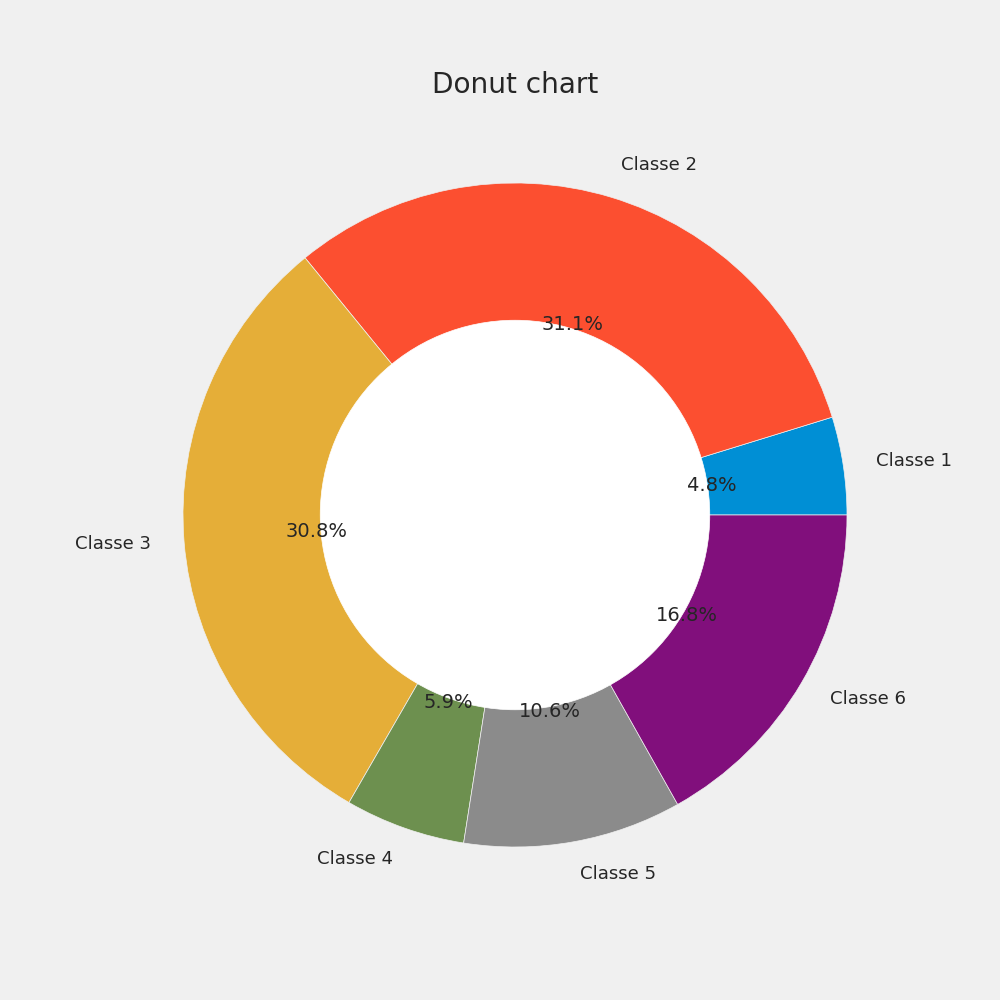 Donut chart
Classe 2
31.1%
Classe 1
4.8%
30.8%
Classe 3
16.8%
Classe 6
5.9%
10.6%
Classe 4
Classe 5